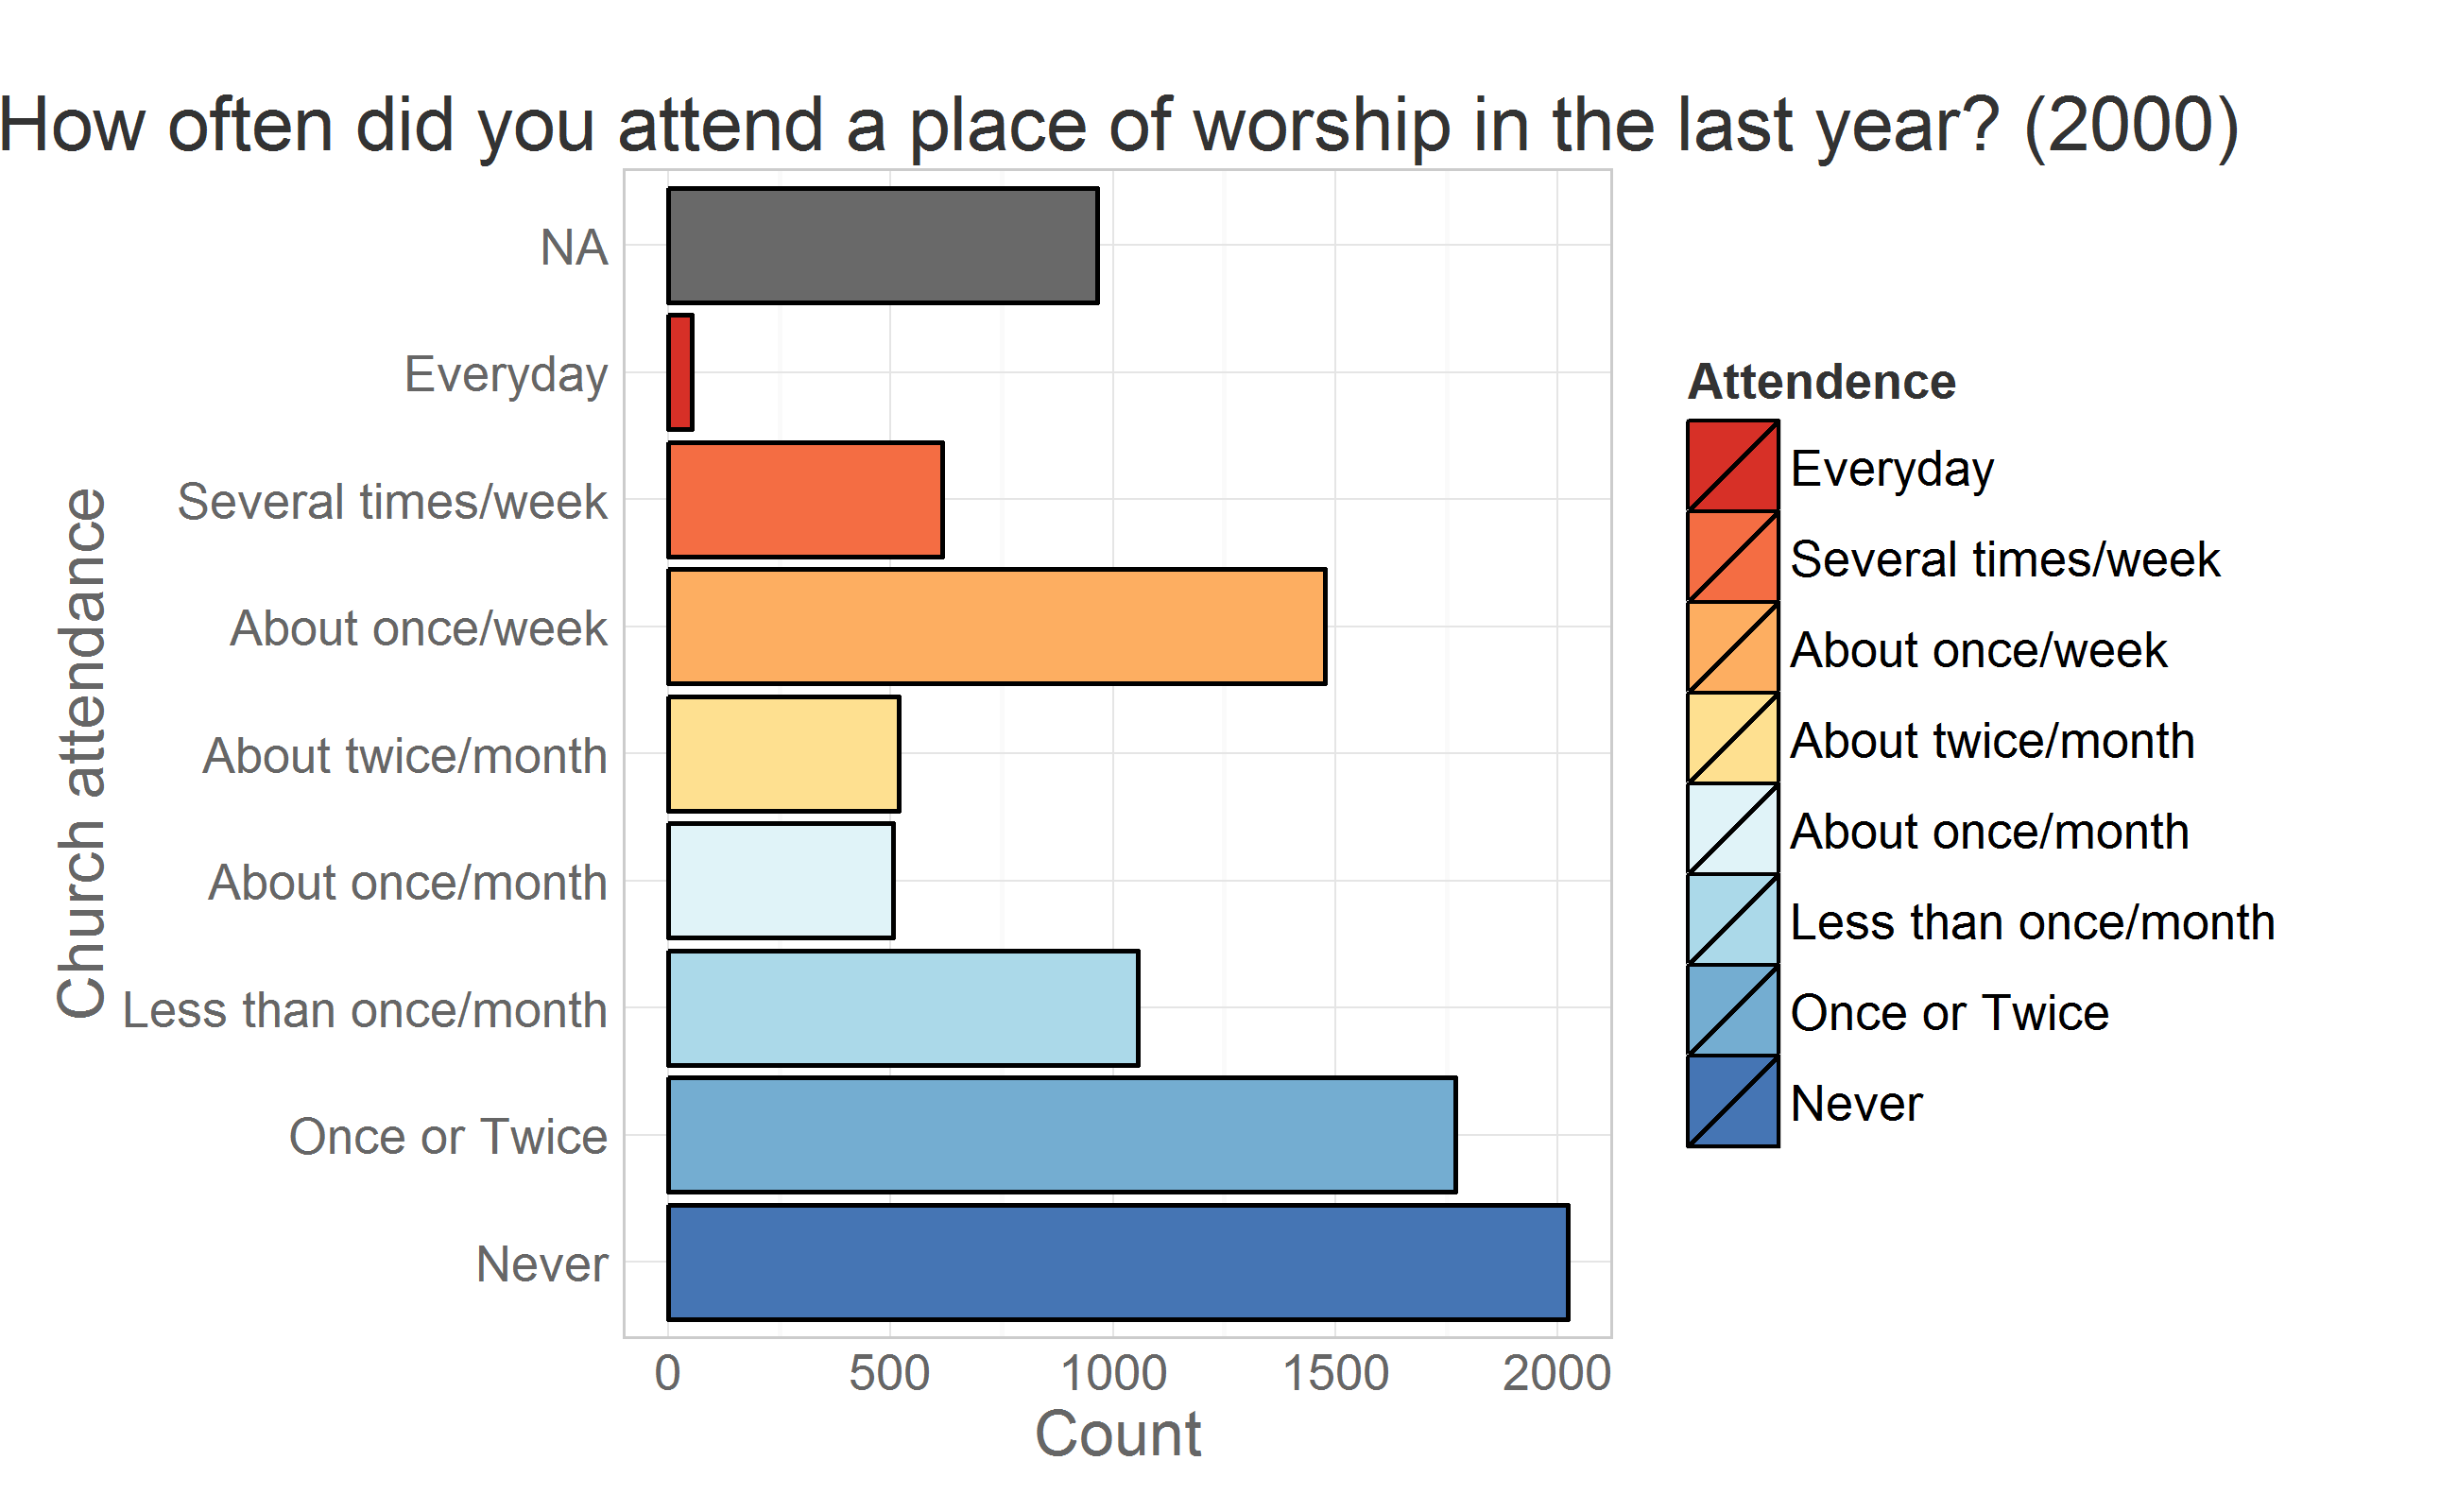 How often did you attend a place of worship in the last year? (2000)
Church attendance
NA
Everyday
Several times/week
About once/week
About twice/month
About once/month
Less than once/month
Once or Twice
Never
0 500 1000 1500 2000
Count
Attendence
Everyday
Several times/week
About once/week
About twice/month
About once/month
Less than once/month
Once or Twice
Never